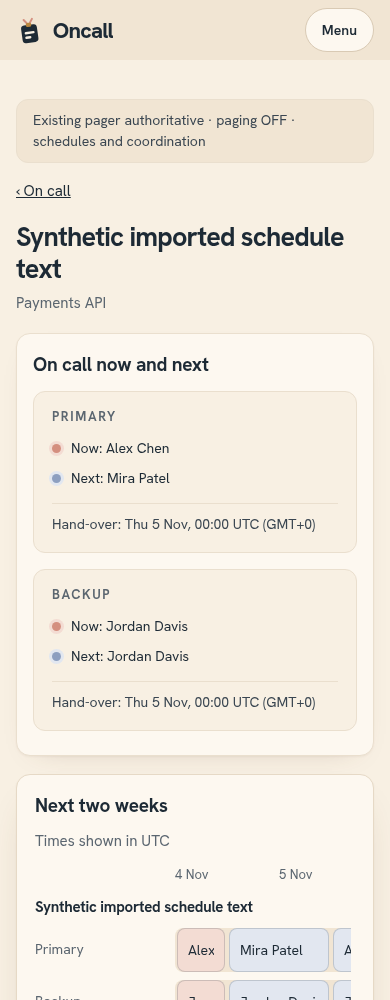 Oncall
Menu
Existing pager authoritative · paging OFF ·
schedules and coordination
‹ On call
Synthetic imported schedule
text
Payments API
On call now and next
PRIMARY
Now: Alex Chen
Next: Mira Patel
Hand-over: Thu 5 Nov, 00:00 UTC (GMT+0)
BACKUP
Now: Jordan Davis
Next: Jordan Davis
Hand-over: Thu 5 Nov, 00:00 UTC (GMT+0)
Next two weeks
Times shown in UTC
4 Nov 5 Nov
Synthetic imported schedule text
Primary Alex Mira Patel A